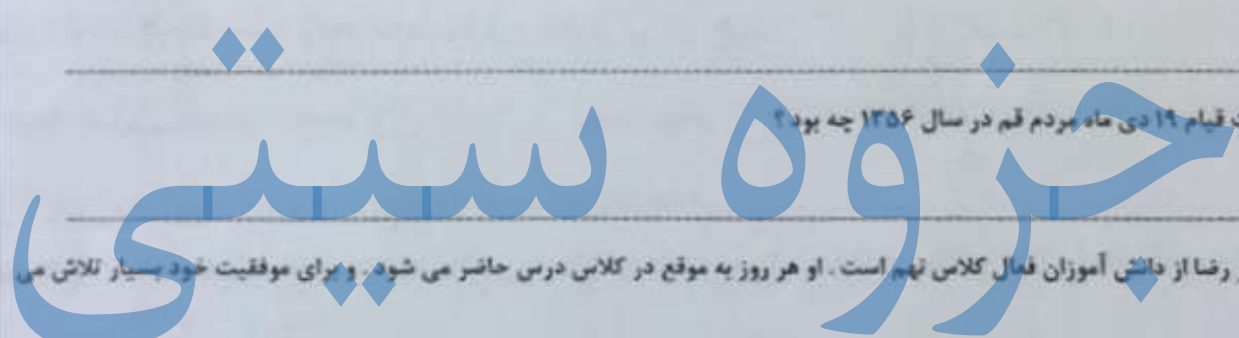 قیام ۱۹ دی ماه مردم قم در سال ۱۳۵۶ چه بود ؟
جزوه سیتی
رضا از دانش آموزان فعال کلاس نهم است . او هر روز به موقع در کلاس درس حاضر می شود . و برای موفقیت خود بسیار تلاش می